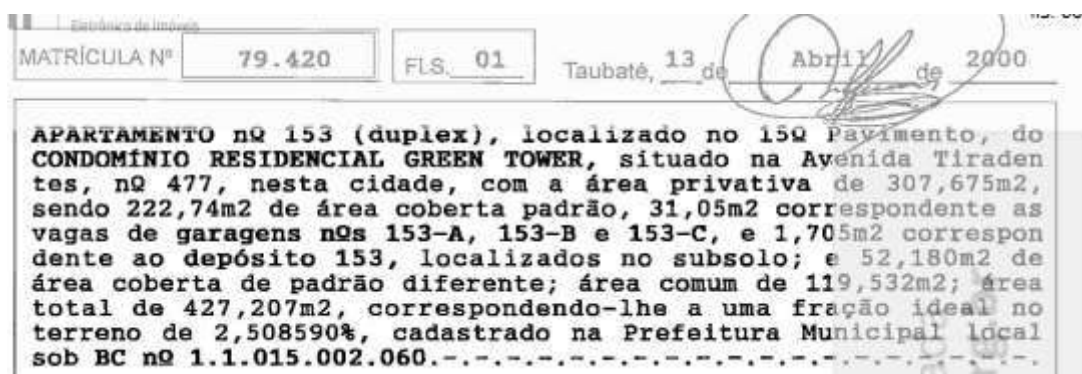 Eletrônica de Imóveis
MATRÍCULA Nº 79.420 FLS. 01 Taubaté, 13 de Abril de 2000
APARTAMENTO nº 153 (duplex), localizado no 15º Pavimento, do
CONDOMÍNIO RESIDENCIAL GREEN TOWER, situado na Avenida Tiraden
tes, nº 477, nesta cidade, com a área privativa de 307,675m2,
sendo 222,74m2 de área coberta padrão, 31,05m2 correspondente as
vagas de garagens nºs 153-A, 153-B e 153-C, e 1,705m2 correspon
dente ao depósito 153, localizados no subsolo; e 52,180m2 de
área coberta de padrão diferente; área comum de 119,532m2; área
total de 427,207m2, correspondendo-lhe a uma fração ideal no
terreno de 2,508590%, cadastrado na Prefeitura Municipal local
sob BC nº 1.1.015.002.060.-.-.-.-.-.-.-.-.-.-.-.-.-.-.-.-.-.-.